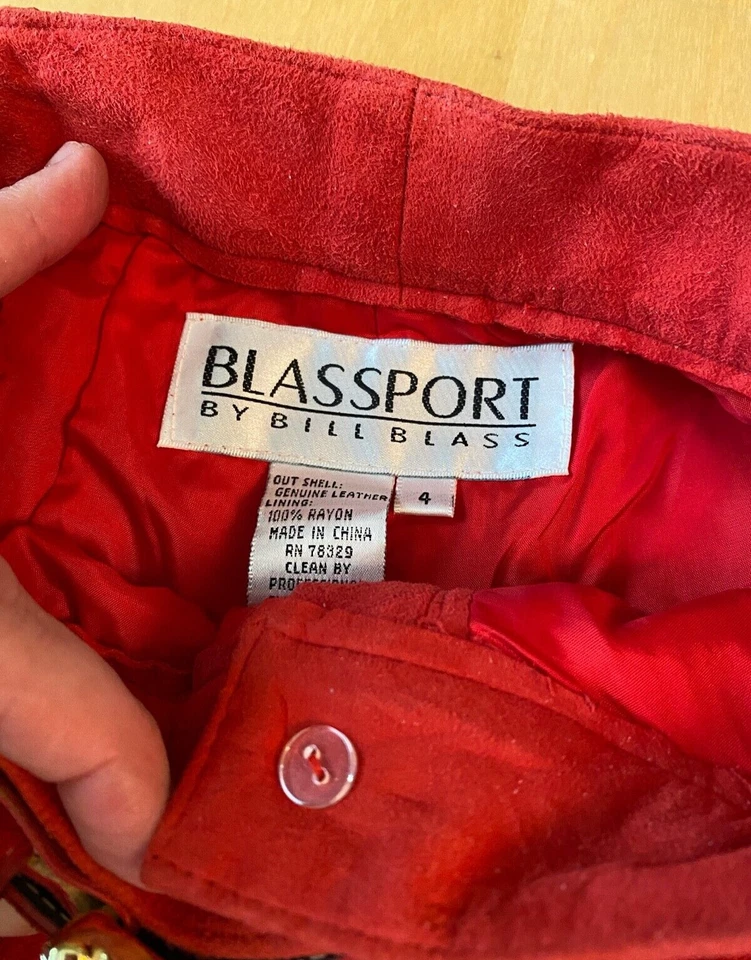 BLASSPORT
BY BILL BLASS
OUT SHELL:
GENUINE LEATHER
LINING:
100% RAYON
MADE IN CHINA
RN 78329
CLEAN BY
4